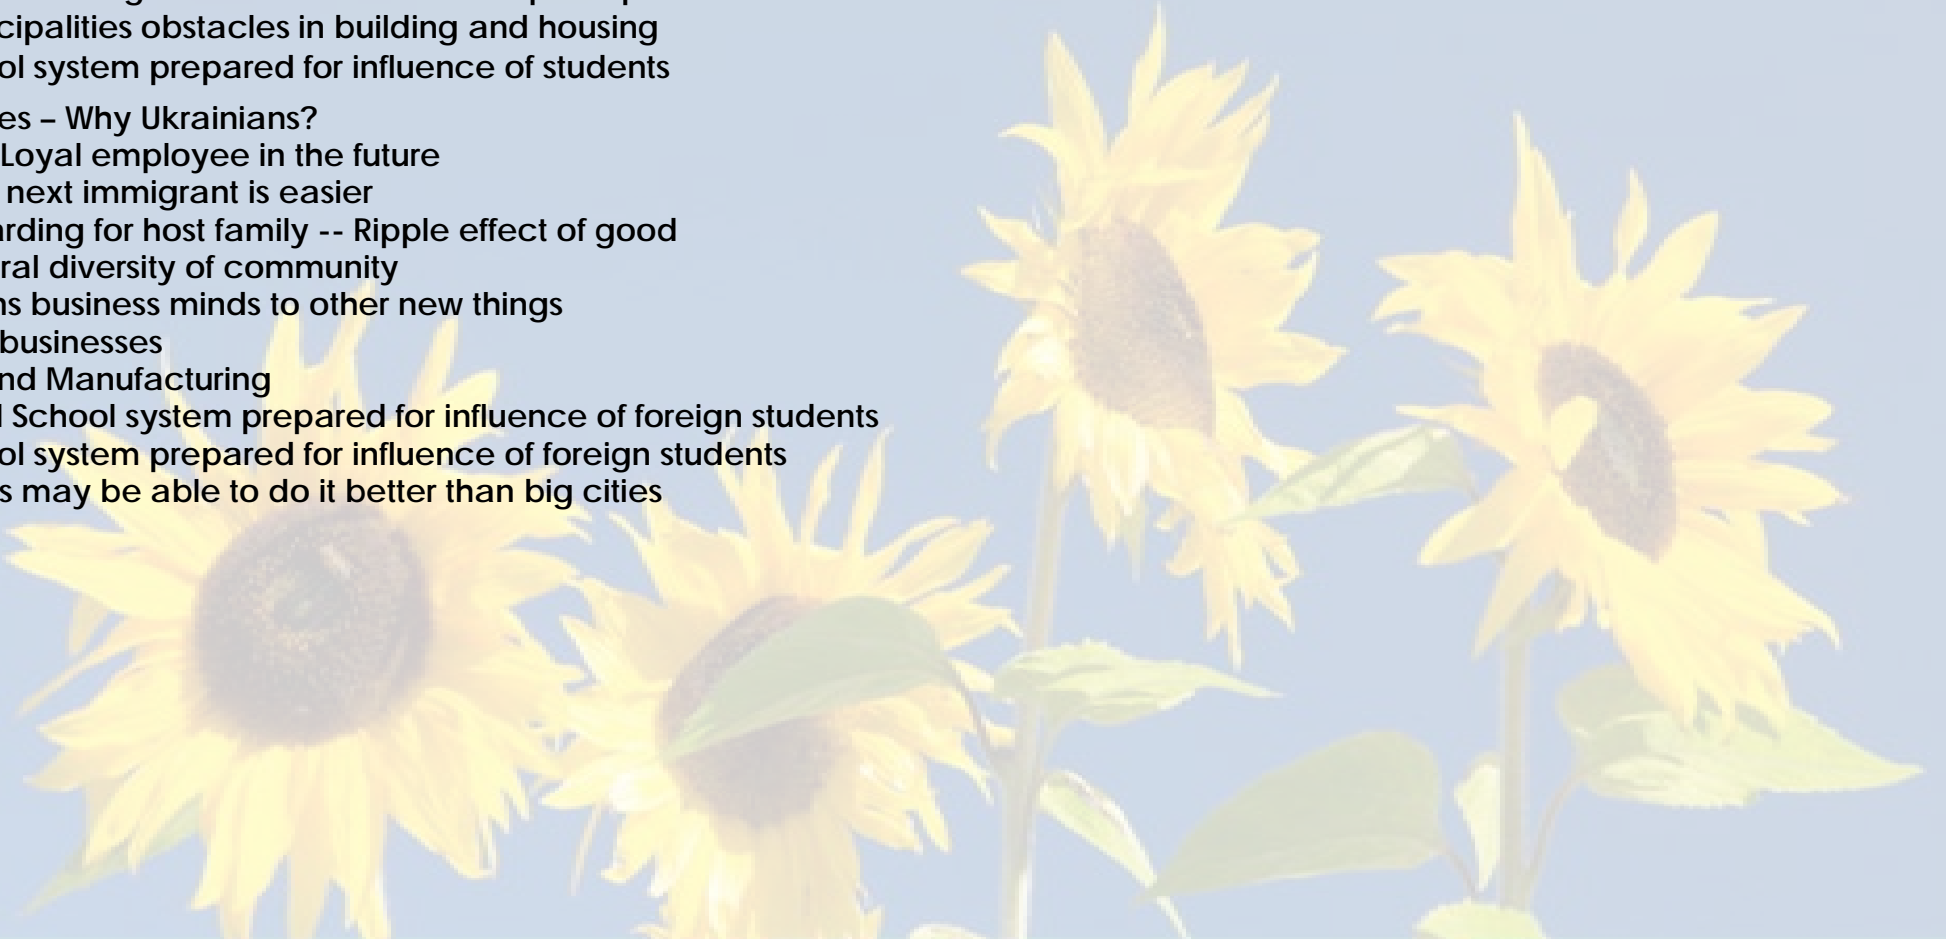 cipalities obstacles in building and housing
ol system prepared for influence of students
es – Why Ukrainians?
Loyal employee in the future
next immigrant is easier
arding for host family -- Ripple effect of good
ral diversity of community
ns business minds to other new things
businesses
nd Manufacturing
l School system prepared for influence of foreign students
ol system prepared for influence of foreign students
s may be able to do it better than big cities